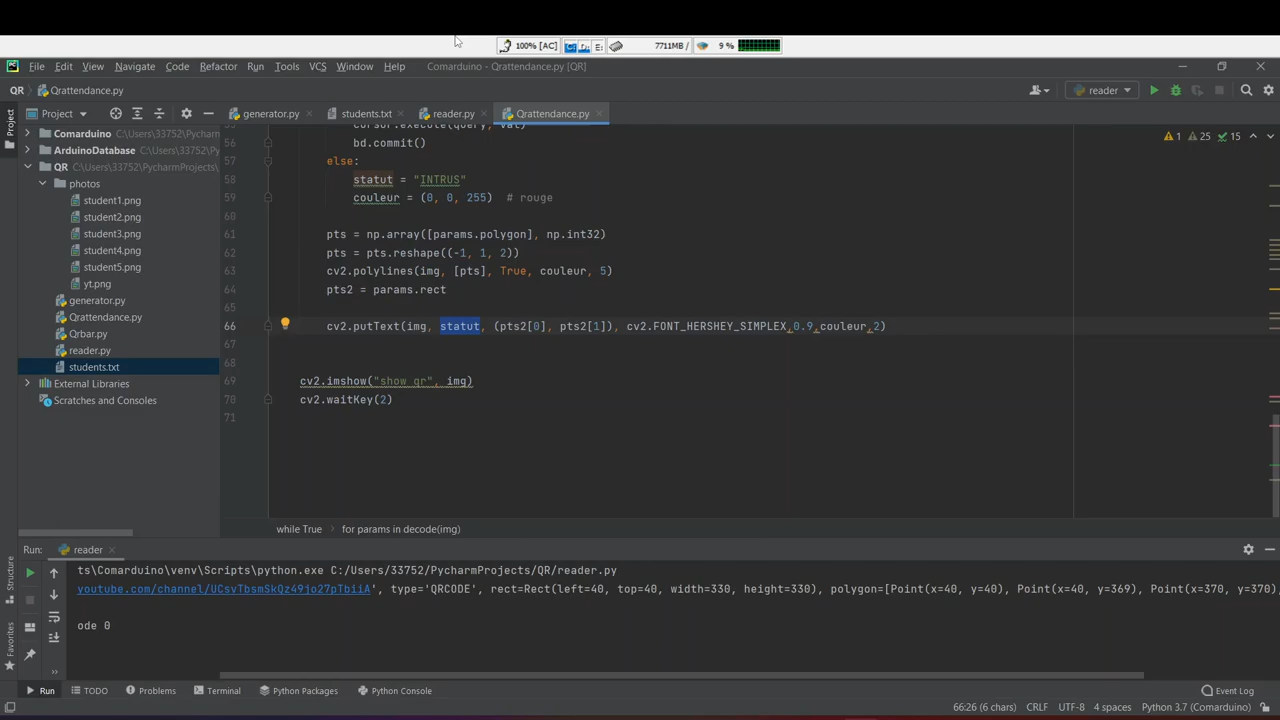 100% [AC] C: D: E: 7711MB / 9 %
File Edit View Navigate Code Refactor Run Tools VCS Window Help Comarduino - Qrattendance.py [QR]
QR Qrattendance.py reader
Project generator.py students.txt reader.py Qrattendance.py
Project
Comarduino C:\Users\33752\PycharmProjects
ArduinoDatabase C:\Users\33752\Pych
QR C:\Users\33752\PycharmProjects\
photos
student1.png
student2.png
student3.png
student4.png
student5.png
yt.png
generator.py
Qrattendance.py
Qrbar.py
reader.py
students.txt
External Libraries
Scratches and Consoles
1 25 15
55 cursor.execute(query, val)
56 bd.commit()
57 else:
58 statut = "INTRUS"
59 couleur = (0, 0, 255) # rouge
60
61 pts = np.array([params.polygon], np.int32)
62 pts = pts.reshape((-1, 1, 2))
63 cv2.polylines(img, [pts], True, couleur, 5)
64 pts2 = params.rect
65
66 cv2.putText(img, statut, (pts2[0], pts2[1]), cv2.FONT_HERSHEY_SIMPLEX,0.9,couleur,2)
67
68
69 cv2.imshow("show qr", img)
70 cv2.waitKey(2)
71
while True for params in decode(img)
Run: reader
ts\Comarduino\venv\Scripts\python.exe C:/Users/33752/PycharmProjects/QR/reader.py
youtube.com/channel/UCsvTbsmSkQz49jo27pTbiiA', type='QRCODE', rect=Rect(left=40, top=40, width=330, height=330), polygon=[Point(x=40, y=40), Point(x=40, y=369), Point(x=370, y=370),
ode 0
Structure
Favorites
Run TODO Problems Terminal Python Packages Python Console Event Log
66:26 (6 chars) CRLF UTF-8 4 spaces Python 3.7 (Comarduino)